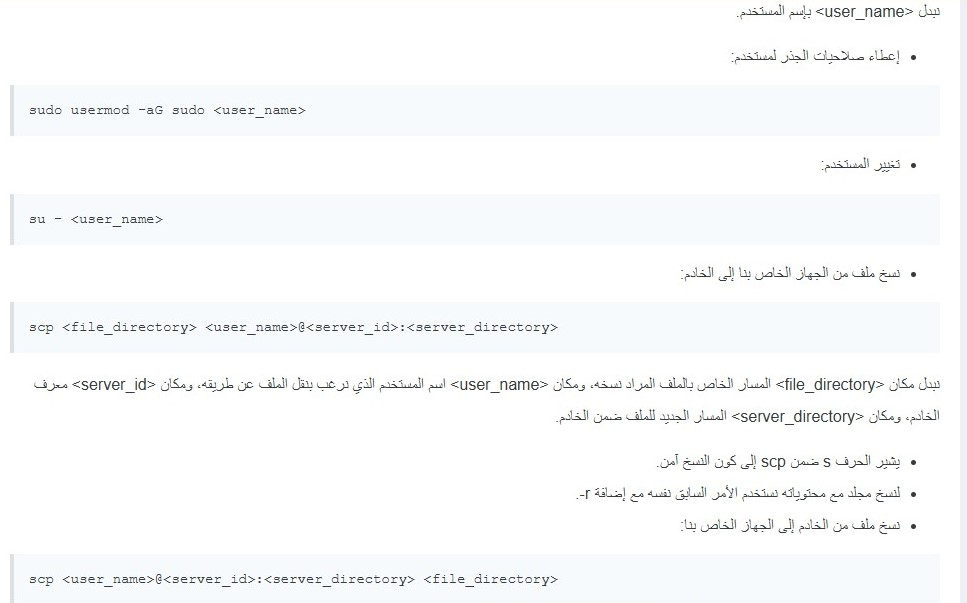 نبدل <user_name> بإسم المستخدم.
• إعطاء صلاحيات الجذر لمستخدم:
sudo usermod -aG sudo <user_name>
• تغيير المستخدم:
su - <user_name>
• نسخ ملف من الجهاز الخاص بنا إلى الخادم:
scp <file_directory> <user_name>@<server_id>:<server_directory>
نبدل مكان <file_directory> المسار الخاص بالملف المراد نسخه، ومكان <user_name> اسم المستخدم الذي نرغب بنقل الملف عن طريقه، ومكان <server_id> معرف
الخادم، ومكان <server_directory> المسار الجديد للملف ضمن الخادم.
• يشير الحرف s ضمن scp إلى كون النسخ آمن.
• لنسخ مجلد مع محتوياته نستخدم الأمر السابق نفسه مع إضافة r-.
• نسخ ملف من الخادم إلى الجهاز الخاص بنا:
scp <user_name>@<server_id>:<server_directory> <file_directory>